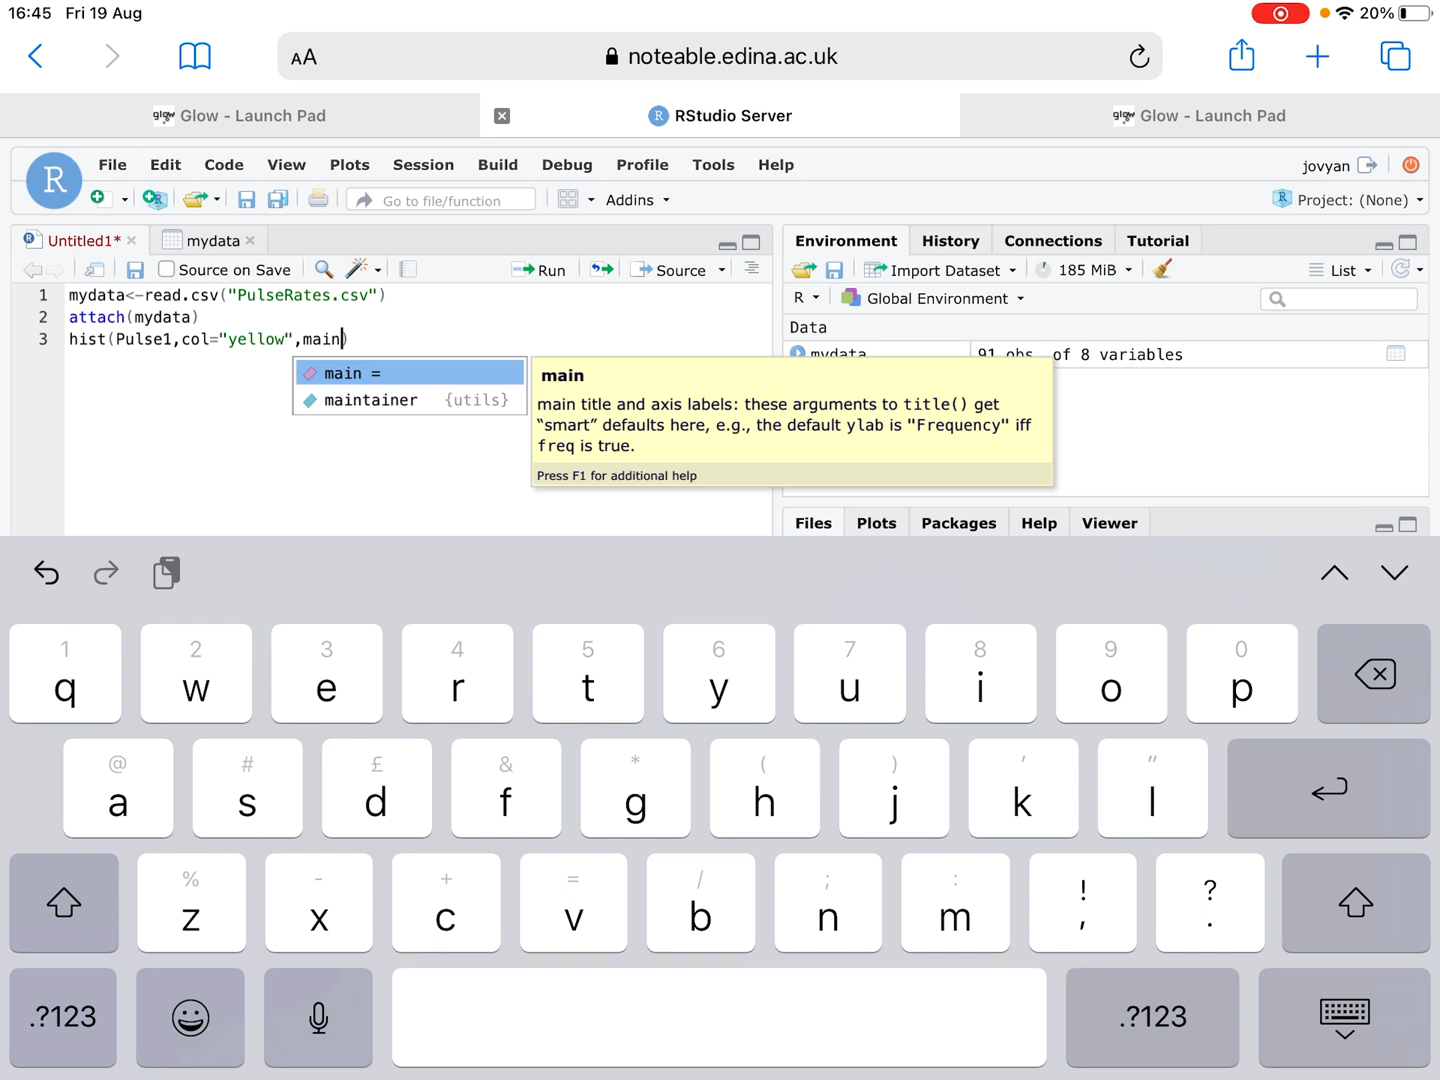 16:45 Fri 19 Aug
20%
AA noteable.edina.ac.uk
glow Glow - Launch Pad
R RStudio Server
glow Glow - Launch Pad
R File Edit Code View Plots Session Build Debug Profile Tools Help
jovyan
Go to file/function
Addins
R Project: (None)
Untitled1*
mydata
Environment History Connections Tutorial
Source on Save
Run
Source
Import Dataset
185 MiB
List
R
Global Environment
1 mydata<-read.csv("PulseRates.csv")
2 attach(mydata)
3 hist(Pulse1,col="yellow",main)
Data
mydata 91 obs. of 8 variables
main =
maintainer {utils}
main
main title and axis labels: these arguments to title() get
“smart” defaults here, e.g., the default ylab is "Frequency" iff
freq is true.
Press F1 for additional help
Files Plots Packages Help Viewer
1 2 3 4 5 6 7 8 9 0
q w e r t y u i o p
@ # £ & * ( ) ' "
a s d f g h j k l
% - + = / ; : ! ?
z x c v b n m , .
.?123 .?123